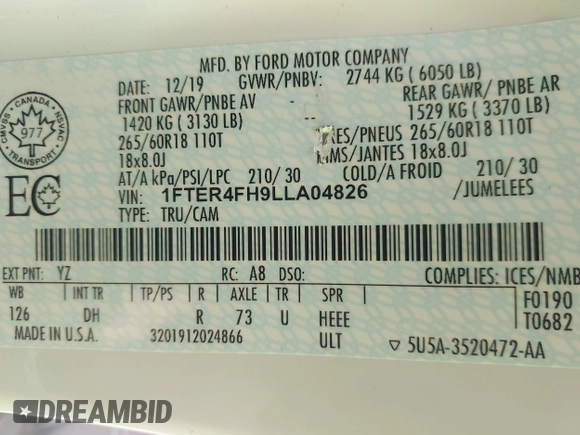 MFD. BY FORD MOTOR COMPANY
DATE: 12/19 GVWR/PNBV: 2744 KG ( 6050 LB)
FRONT GAWR/PNBE AV REAR GAWR/ PNBE AR
1420 KG ( 3130 LB) 1529 KG ( 3370 LB)
265/60R18 110T /PNEUS 265/60R18 110T
18x8.0J /JANTES 18x8.0J
AT/A kPa/PSI/LPC 210/ 30 COLD/A FROID 210/ 30
VIN: 1FTER4FH9LLA04826 /JUMELEES
TYPE: TRU/CAM
CMVSS - CANADA - NSVAC
977
TRANSPORT
EC
EXT PNT: YZ RC: A8 DSO: COMPLIES: ICES/NMB
WB INT TR TP/PS R AXLE TR SPR F0190
126 DH R 73 U HEEE T0682
MADE IN U.S.A. 3201912024866 ULT ▽ 5U5A-3520472-AA
DREAMBID